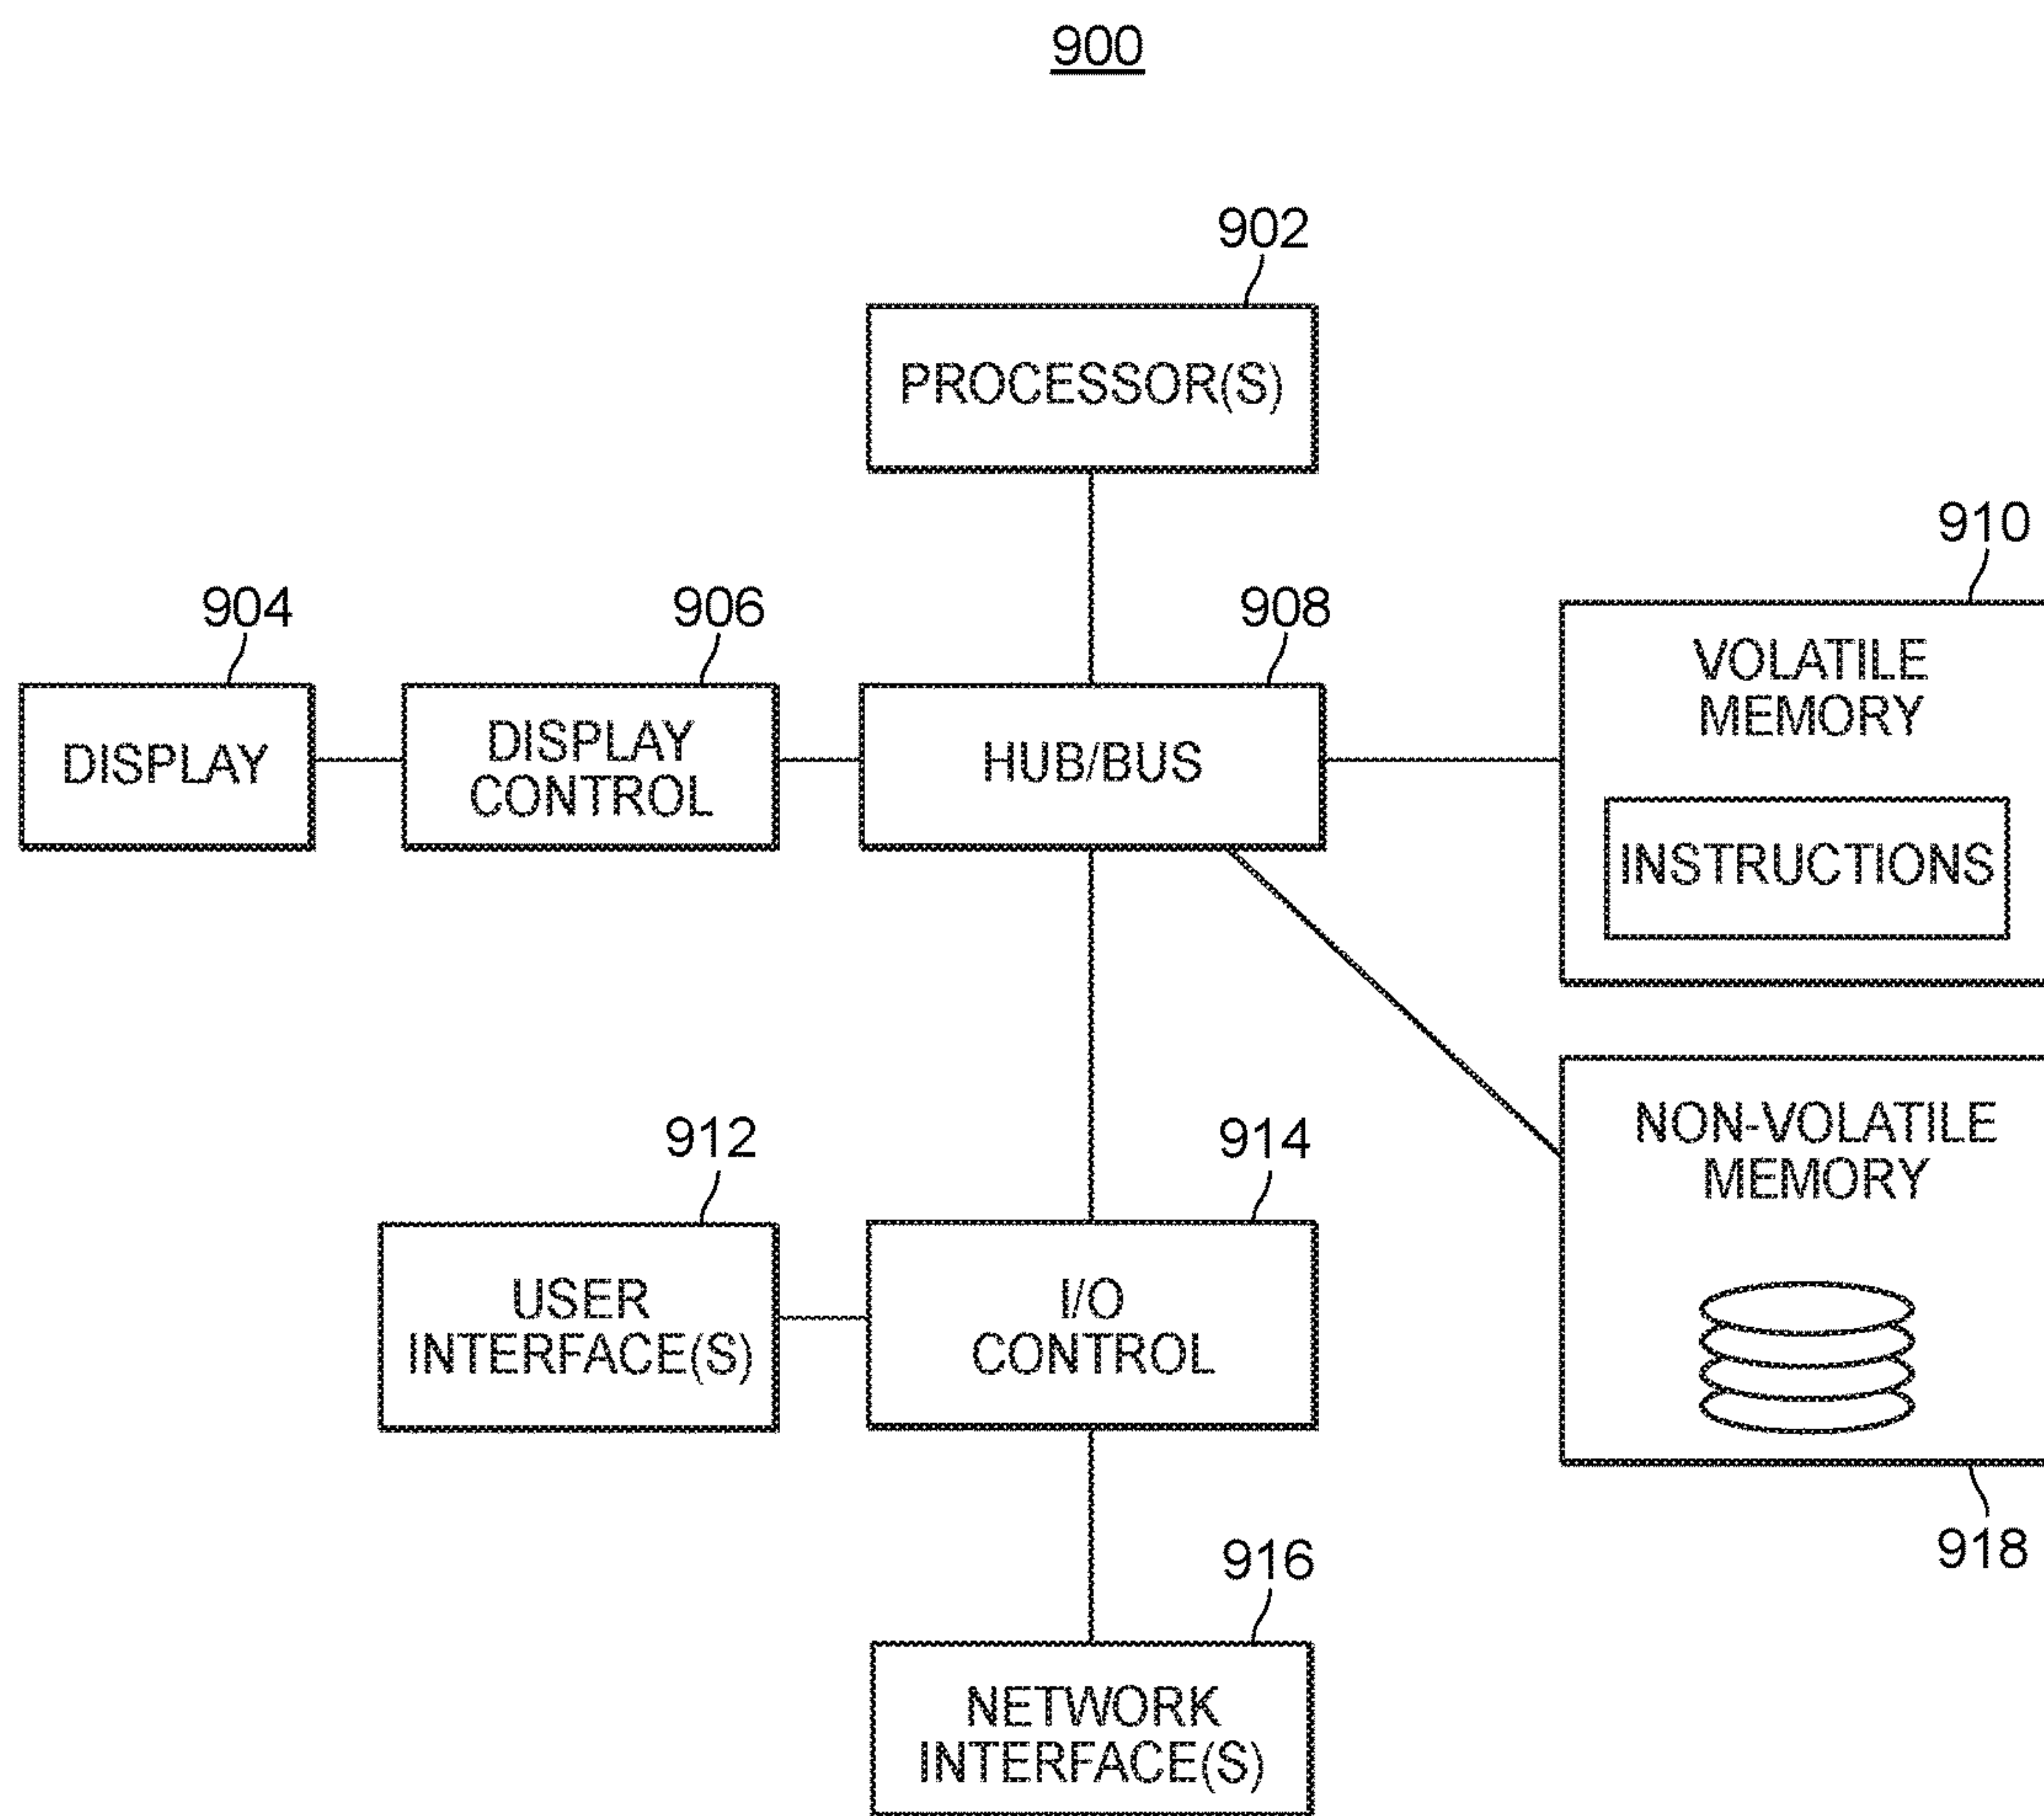 900
902
PROCESSOR(S)
910
904
906
908
VOLATILE
MEMORY
DISPLAY
DISPLAY
CONTROL
HUB/BUS
INSTRUCTIONS
NON-VOLATILE
MEMORY
912
914
USER
INTERFACE(S)
I/O
CONTROL
918
916
NETWORK
INTERFACE(S)